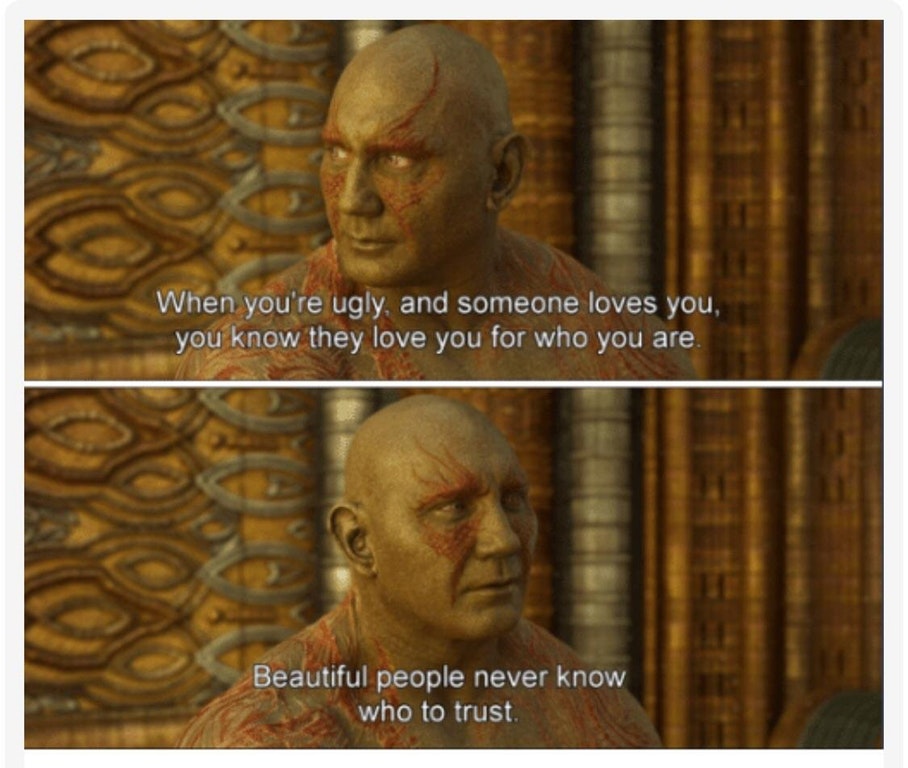 When you're ugly, and someone loves you,
you know they love you for who you are.
Beautiful people never know
who to trust.